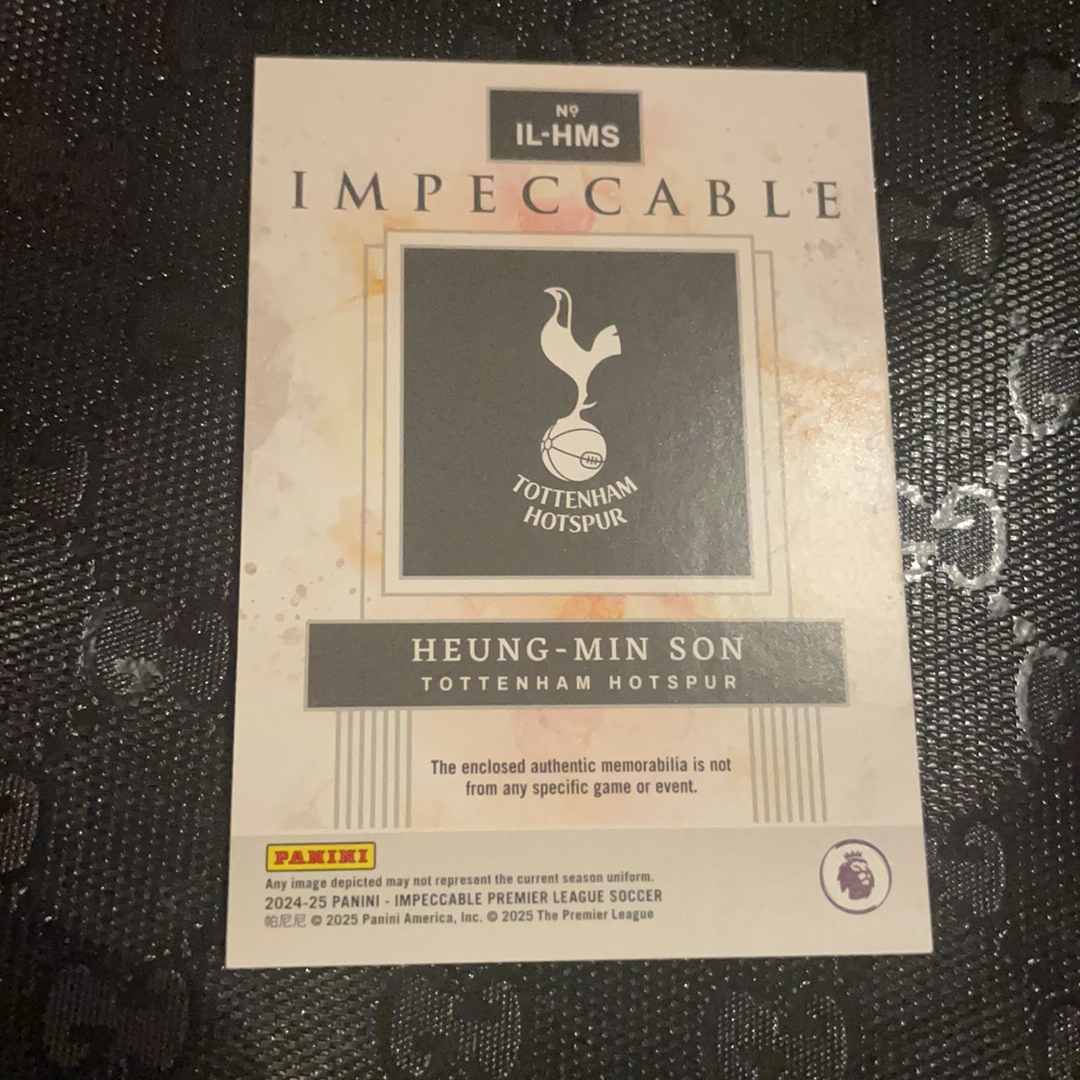 Nº
IL-HMS
IMPECCABLE
TOTTENHAM
HOTSPUR
HEUNG-MIN SON
TOTTENHAM HOTSPUR
The enclosed authentic memorabilia is not
from any specific game or event.
PANINI
Any image depicted may not represent the current season uniform.
2024-25 PANINI - IMPECCABLE PREMIER LEAGUE SOCCER
帕尼尼 © 2025 Panini America, Inc. © 2025 The Premier League